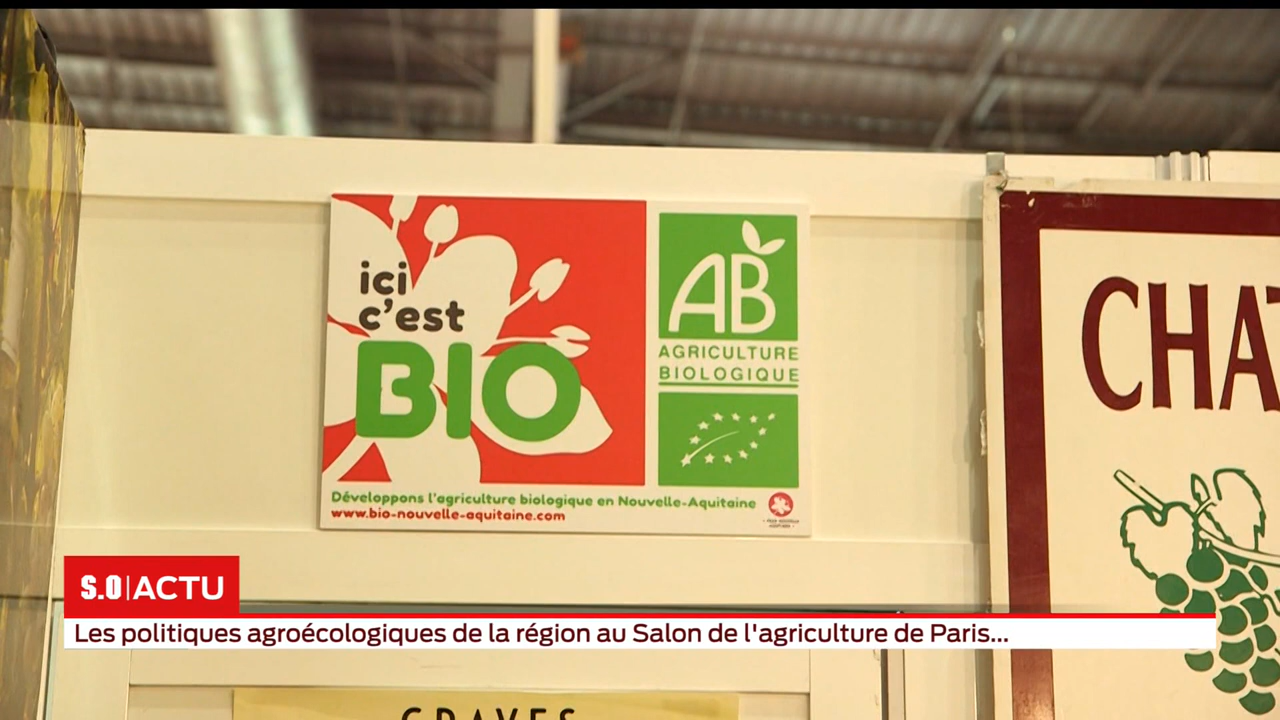 ici
c'est
BIO
AB
AGRICULTURE
BIOLOGIQUE
Développons l'agriculture biologique en Nouvelle-Aquitaine
www.bio-nouvelle-aquitaine.com
CHA
S.O|ACTU
Les politiques agroécologiques de la région au Salon de l'agriculture de Paris...
GRAVES